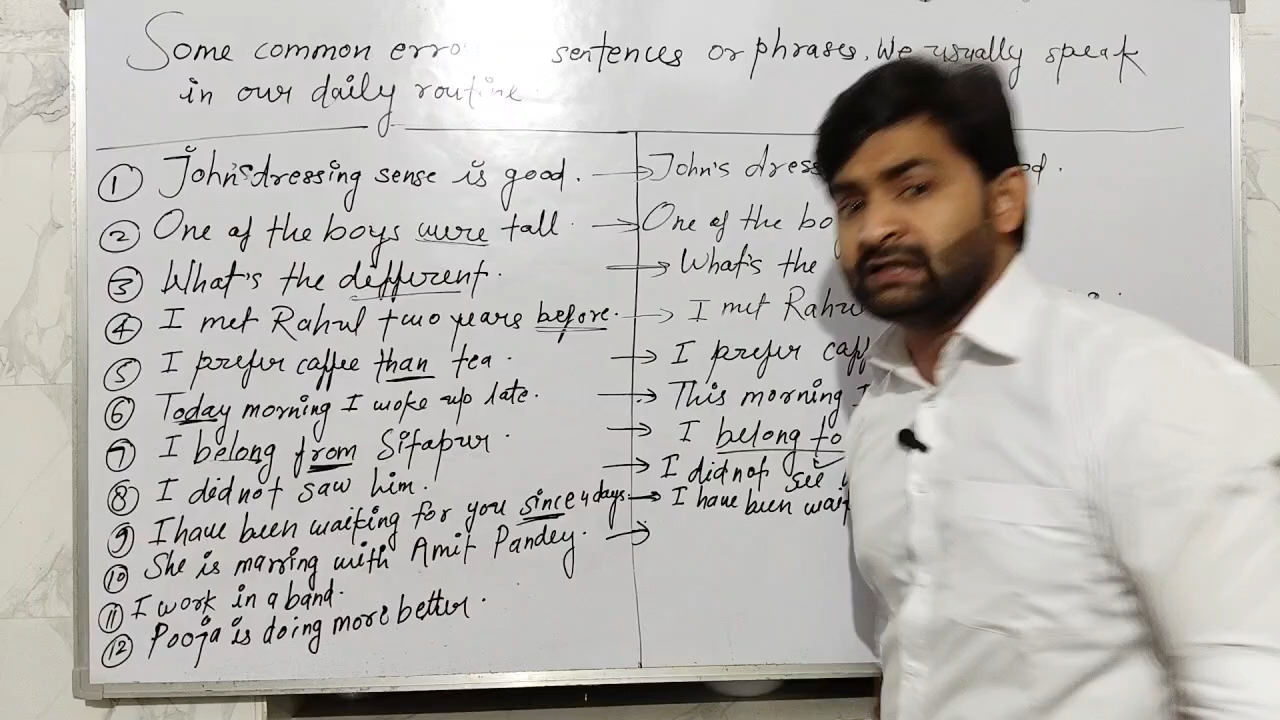 Some common erro sentences or phrases, We usually speak
in our daily routine.
① John's dressing sense is good. → John's dress od.
② One of the boys were tall. → One of the bo
③ What's the different. → What's the
④ I met Rahul two years before. → I met Rahu
⑤ I prefer caffee than tea. → I prefer caff
⑥ Today morning I woke up late. → This morning I
⑦ I belong from Sitapur. → I belong to
⑧ I did not saw him. → I did not see
⑨ I have been waiting for you since 4 days. → I have been wait
⑩ She is marring with Amit Pandey. →
⑪ I work in a band.
⑫ Pooja is doing more better.